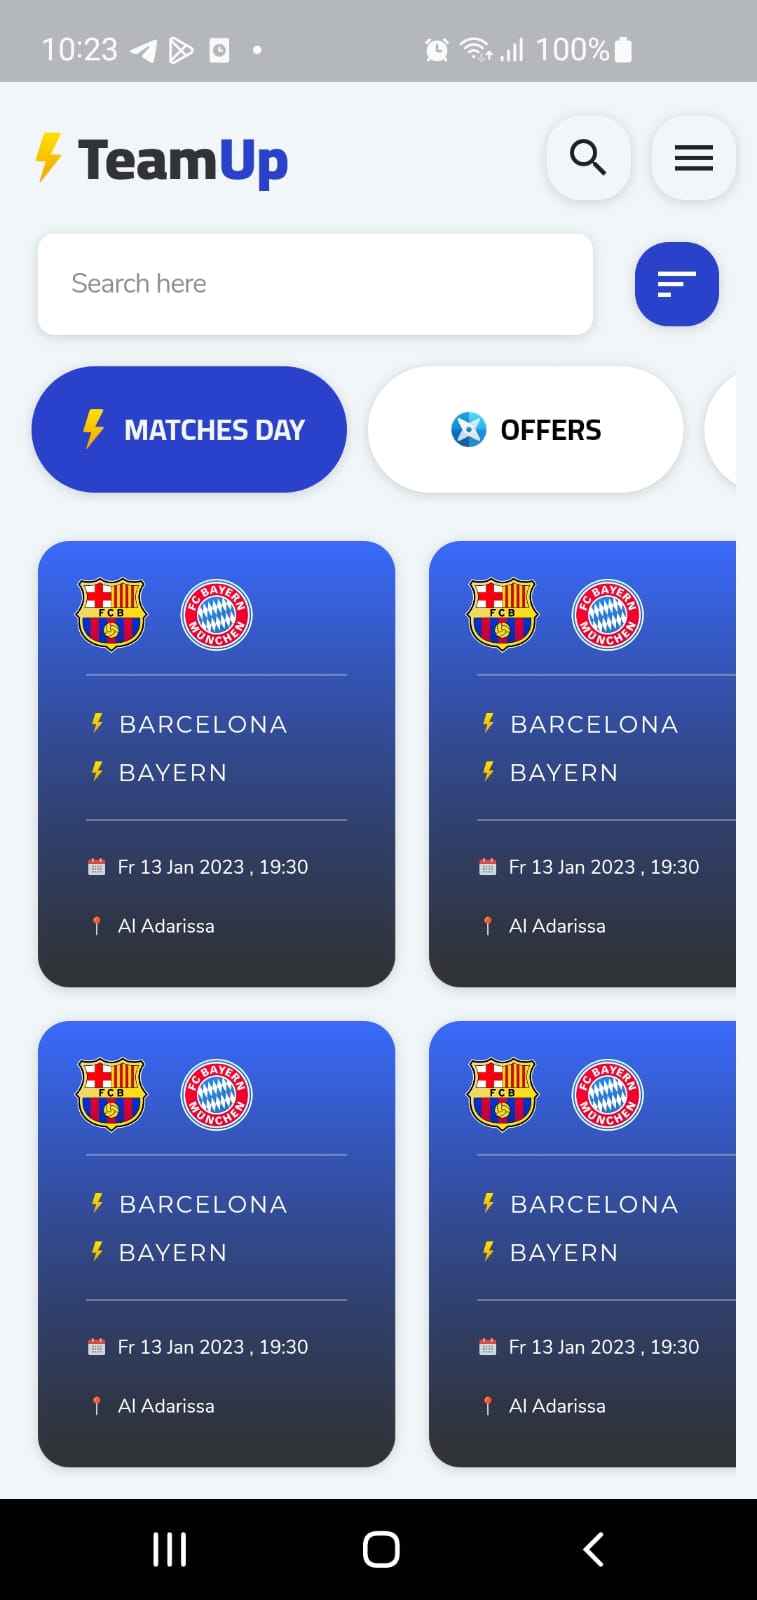 10:23 100%
TeamUp
Search here
MATCHES DAY OFFERS
FCB FC BAYERN MÜNCHEN FCB FC BAYERN MÜNCHEN
BARCELONA BARCELONA
BAYERN BAYERN
Fr 13 Jan 2023 , 19:30 Fr 13 Jan 2023 , 19:30
Al Adarissa Al Adarissa
FCB FC BAYERN MÜNCHEN FCB FC BAYERN MÜNCHEN
BARCELONA BARCELONA
BAYERN BAYERN
Fr 13 Jan 2023 , 19:30 Fr 13 Jan 2023 , 19:30
Al Adarissa Al Adarissa